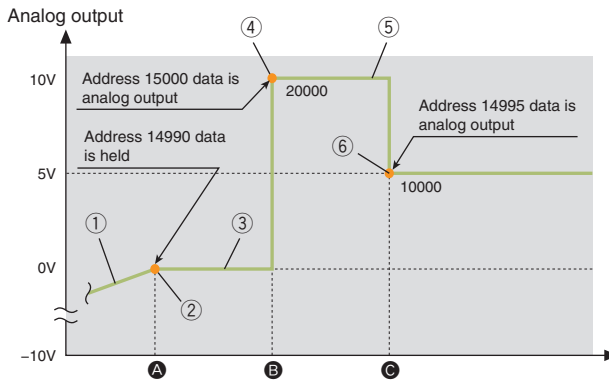 Analog output
④
⑤
10V
Address 15000 data is
analog output
20000
Address 14995 data is
analog output
Address 14990 data
is held
⑥
5V
10000
①
③
0V
②
−10V
A
B
C